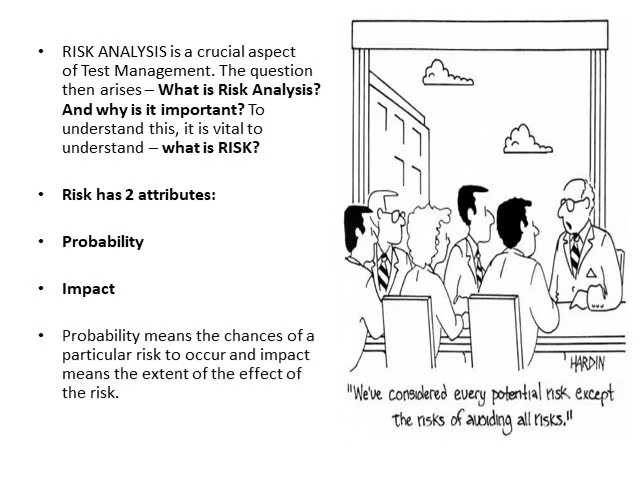 • RISK ANALYSIS is a crucial aspect
of Test Management. The question
then arises – What is Risk Analysis?
And why is it important? To
understand this, it is vital to
understand – what is RISK?
• Risk has 2 attributes:
• Probability
• Impact
• Probability means the chances of a
particular risk to occur and impact
means the extent of the effect of
the risk.
HARDIN
"We've considered every potential risk except
the risks of avoiding all risks."